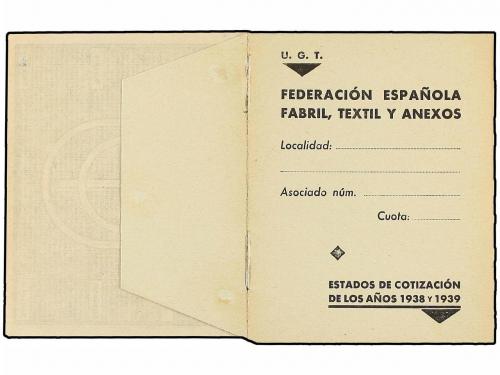 U. G. T.
FEDERACIÓN ESPAÑOLA
FABRIL, TEXTIL Y ANEXOS
Localidad:
Asociado núm.
Cuota:
ESTADOS DE COTIZACIÓN
DE LOS AÑOS 1938 Y 1939